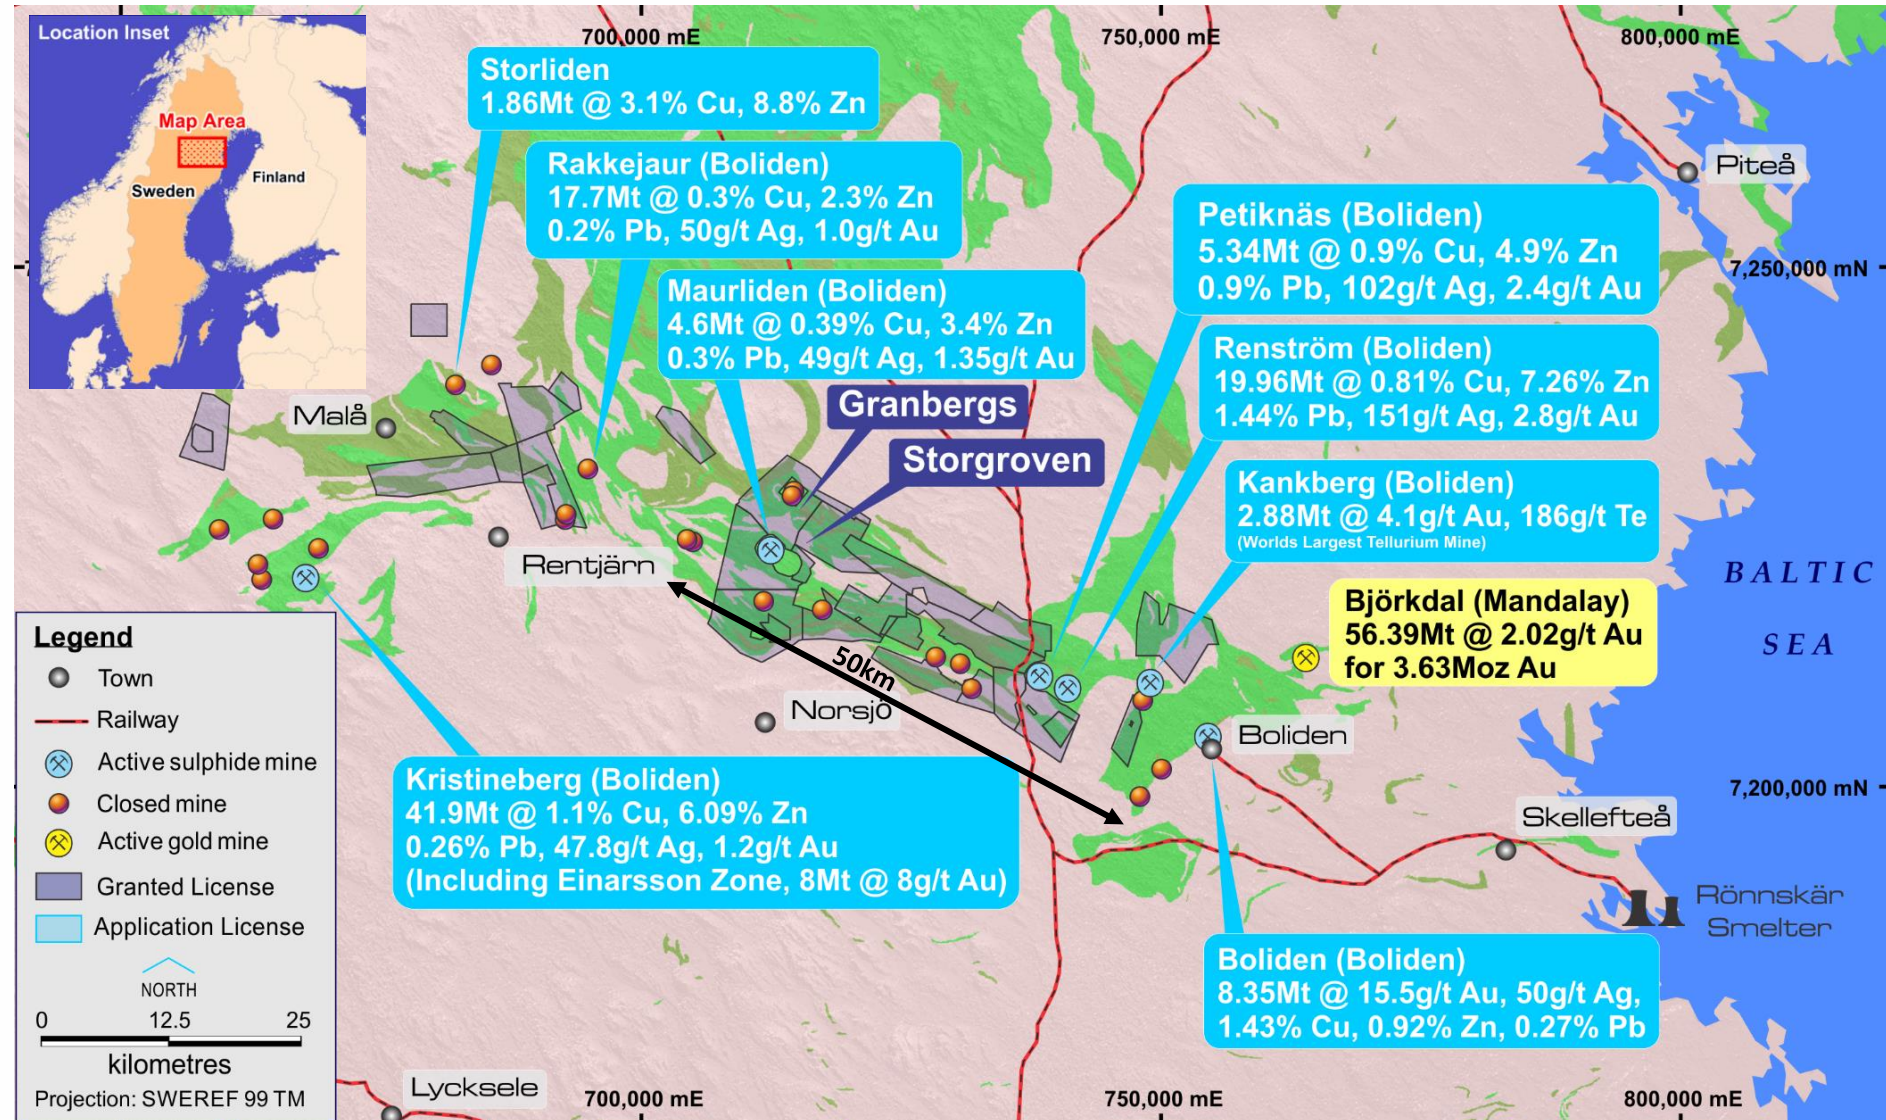 Location Inset
Map Area
Sweden
Finland
700,000 mE
750,000 mE
800,000 mE
Storliden
1.86Mt @ 3.1% Cu, 8.8% Zn
Rakkejaur (Boliden)
17.7Mt @ 0.3% Cu, 2.3% Zn
0.2% Pb, 50g/t Ag, 1.0g/t Au
Maurliden (Boliden)
4.6Mt @ 0.39% Cu, 3.4% Zn
0.3% Pb, 49g/t Ag, 1.35g/t Au
Granbergs
Storgroven
Petiknäs (Boliden)
5.34Mt @ 0.9% Cu, 4.9% Zn
0.9% Pb, 102g/t Ag, 2.4g/t Au
Renström (Boliden)
19.96Mt @ 0.81% Cu, 7.26% Zn
1.44% Pb, 151g/t Ag, 2.8g/t Au
Kankberg (Boliden)
2.88Mt @ 4.1g/t Au, 186g/t Te
(Worlds Largest Tellurium Mine)
Björkdal (Mandalay)
56.39Mt @ 2.02g/t Au
for 3.63Moz Au
Piteå
7,250,000 mN
BALTIC
SEA
Malå
Rentjärn
50km
Norsjö
Boliden
7,200,000 mN
Skellefteå
Rönnskär
Smelter
Kristineberg (Boliden)
41.9Mt @ 1.1% Cu, 6.09% Zn
0.26% Pb, 47.8g/t Ag, 1.2g/t Au
(Including Einarsson Zone, 8Mt @ 8g/t Au)
Boliden (Boliden)
8.35Mt @ 15.5g/t Au, 50g/t Ag,
1.43% Cu, 0.92% Zn, 0.27% Pb
Legend
Town
Railway
Active sulphide mine
Closed mine
Active gold mine
Granted License
Application License
NORTH
0 12.5 25
kilometres
Projection: SWEREF 99 TM
Lycksele
700,000 mE
750,000 mE
800,000 mE